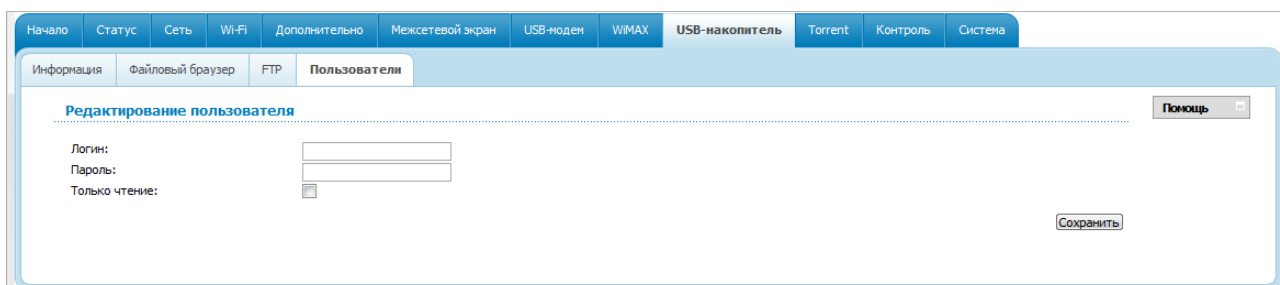 Начало Статус Сеть Wi-Fi Дополнительно Межсетевой экран USB-модем WiMAX USB-накопитель Torrent Контроль Система
Информация Файловый браузер FTP Пользователи
Редактирование пользователя Помощь
Логин:
Пароль:
Только чтение:
Сохранить